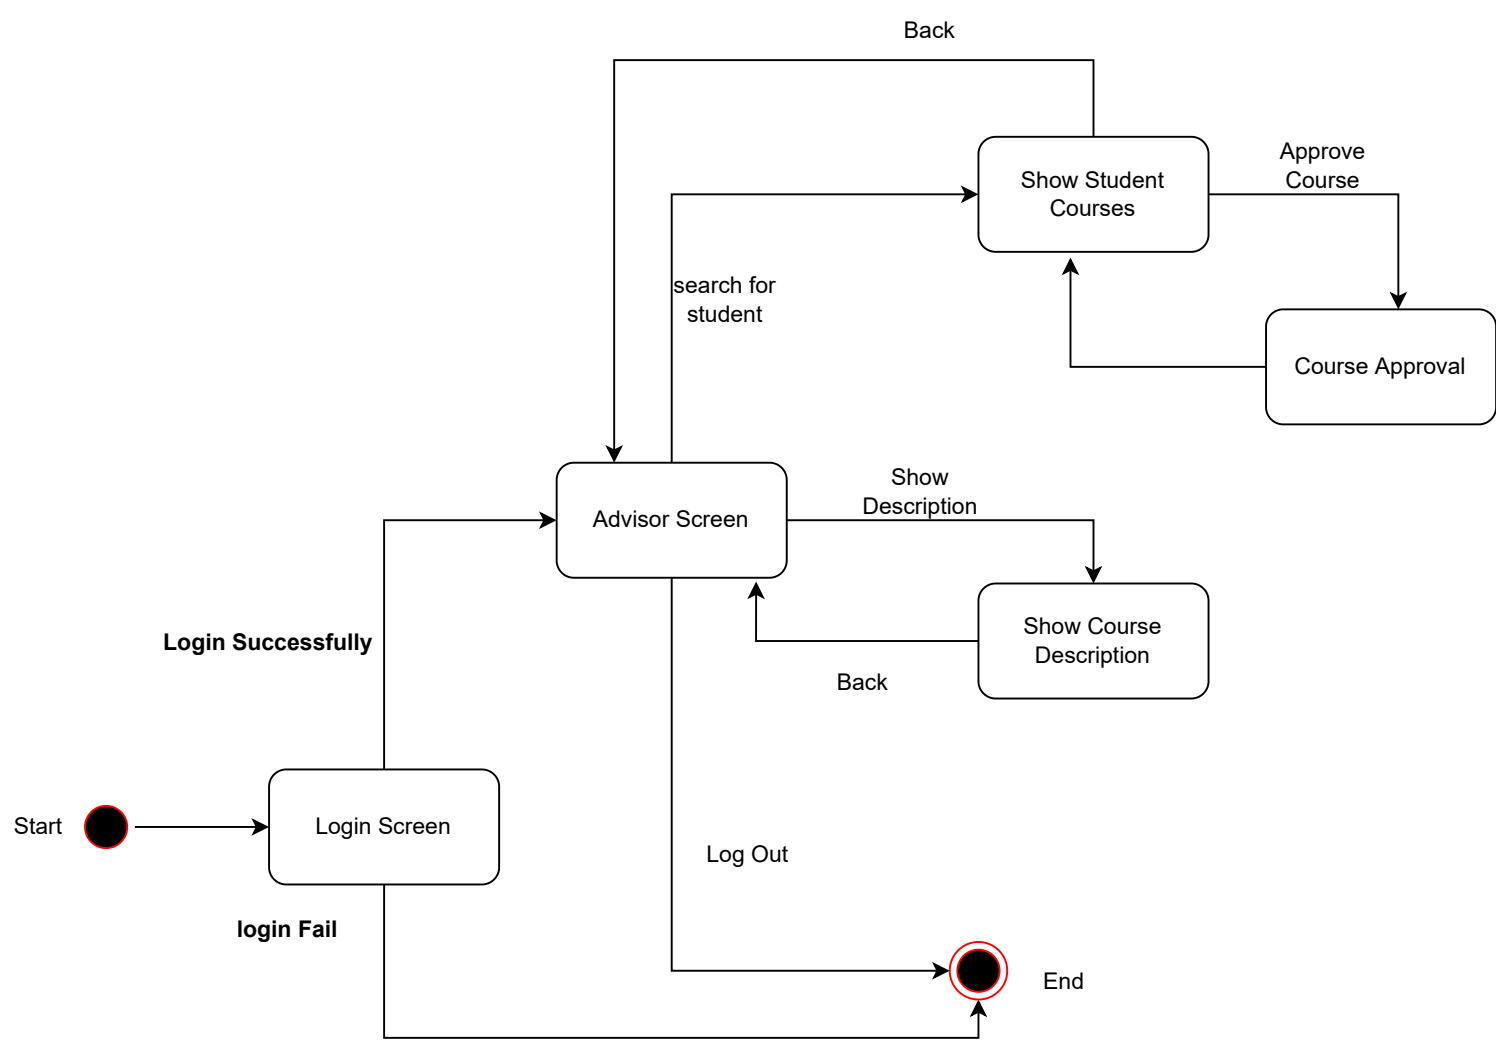 Back
Show Student
Courses
Approve
Course
search for
student
Course Approval
Advisor Screen
Show
Description
Show Course
Description
Back
Login Successfully
Start
Login Screen
Log Out
login Fail
End